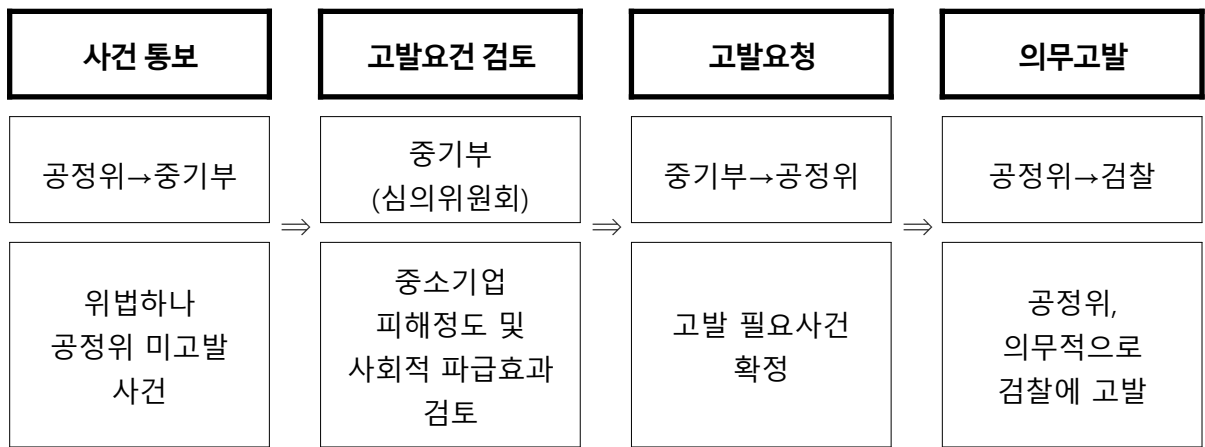 사건 통보
고발요건 검토
고발요청
의무고발
공정위→중기부
중기부
(심의위원회)
중기부→공정위
공정위→검찰
⇒
⇒
⇒
위법하나
공정위 미고발
사건
중소기업
피해정도 및
사회적 파급효과
검토
고발 필요사건
확정
공정위,
의무적으로
검찰에 고발